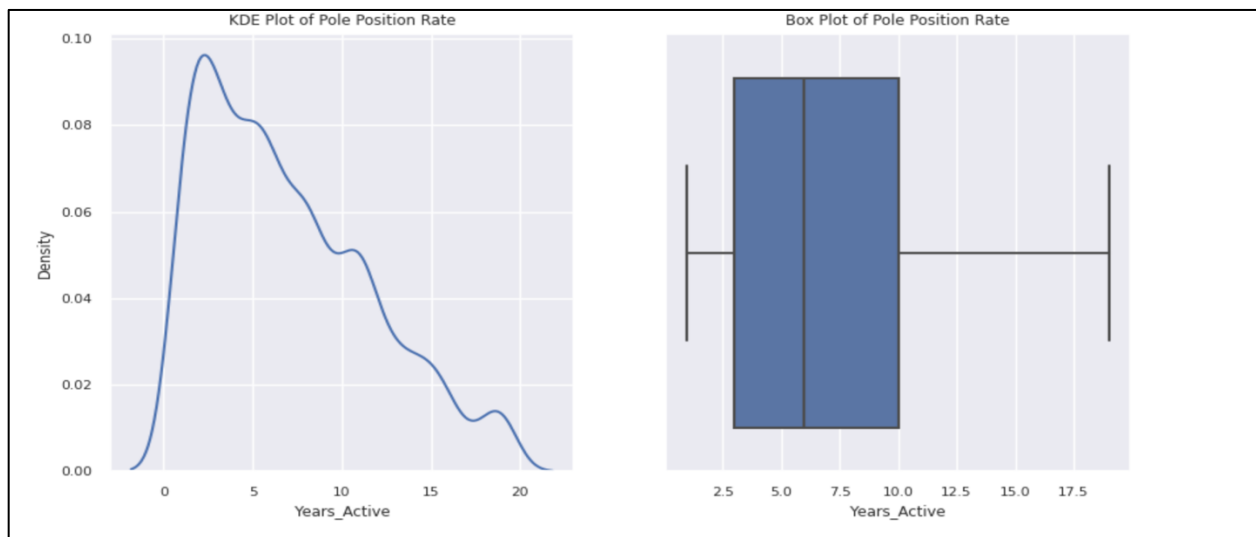 KDE Plot of Pole Position Rate
0.10
0.08
0.06
0.04
0.02
0.00
Density
0 5 10 15 20
Years_Active
Box Plot of Pole Position Rate
2.5 5.0 7.5 10.0 12.5 15.0 17.5
Years_Active